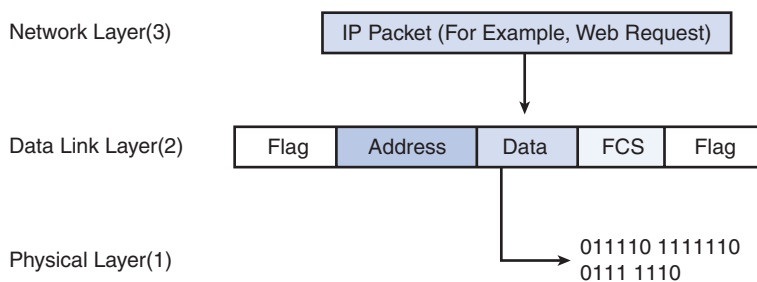 Network Layer(3)
IP Packet (For Example, Web Request)
Data Link Layer(2)
Flag
Address
Data
FCS
Flag
Physical Layer(1)
011110 1111110
0111 1110